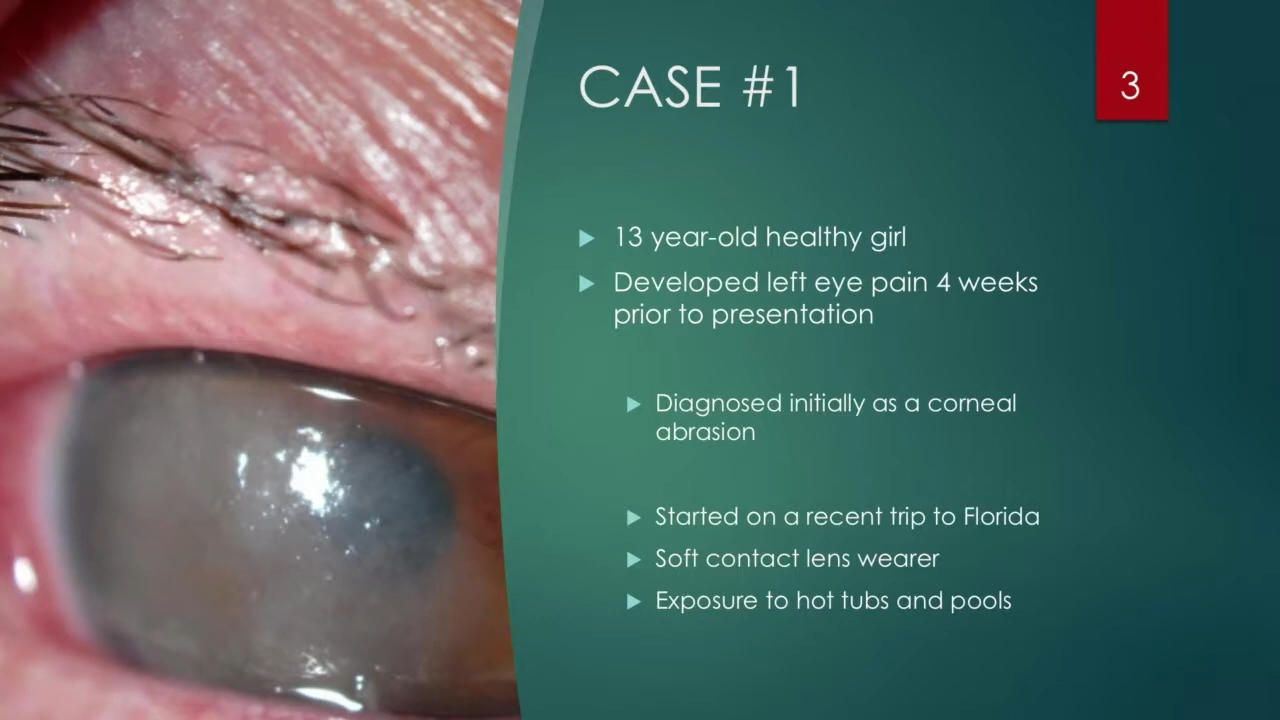 CASE #1
3
13 year-old healthy girl
Developed left eye pain 4 weeks
prior to presentation
Diagnosed initially as a corneal
abrasion
Started on a recent trip to Florida
Soft contact lens wearer
Exposure to hot tubs and pools